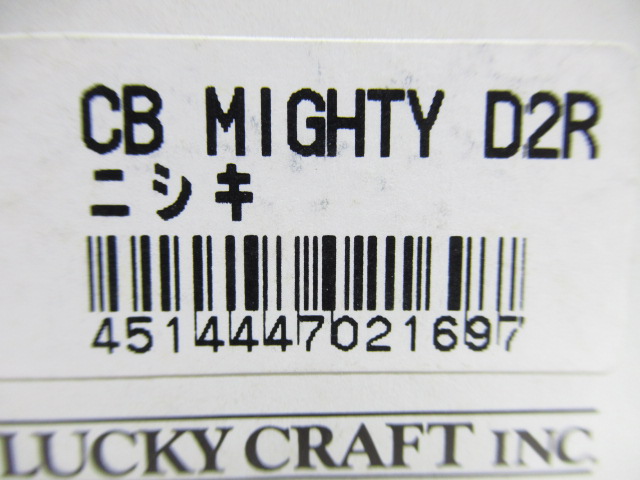 CB MIGHTY D2R
ニシキ
4514447021697
LUCKY CRAFT INC.